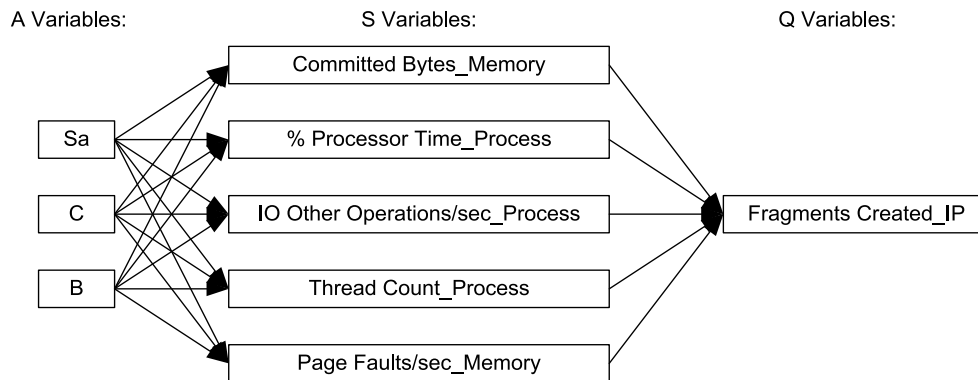 A Variables: S Variables: Q Variables:
Committed Bytes_Memory
Sa % Processor Time_Process
C IO Other Operations/sec_Process Fragments Created_IP
B Thread Count_Process
Page Faults/sec_Memory